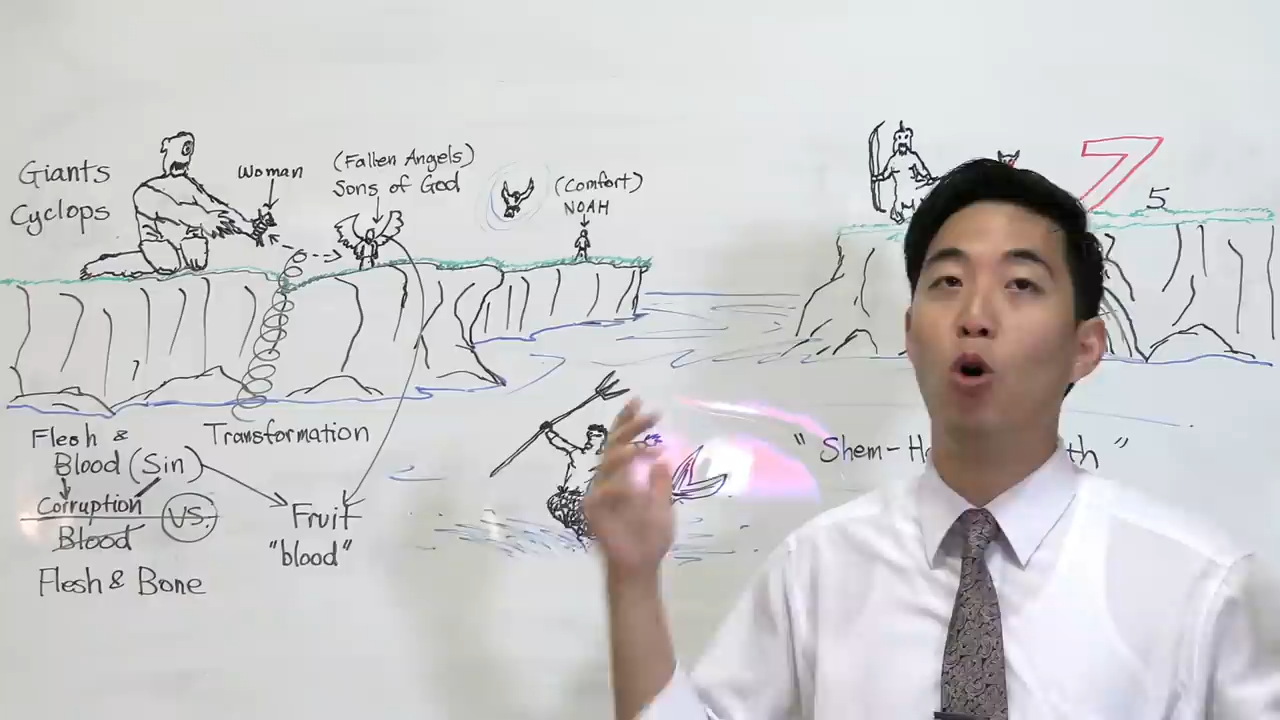 Giants
Cyclops
Woman
(Fallen Angels)
Sons of God
(Comfort)
NOAH
7
5
Flesh &
Blood (Sin)
Corruption
Blood
VS.
Flesh & Bone
Transformation
Fruit
"blood"
"Shem-
"